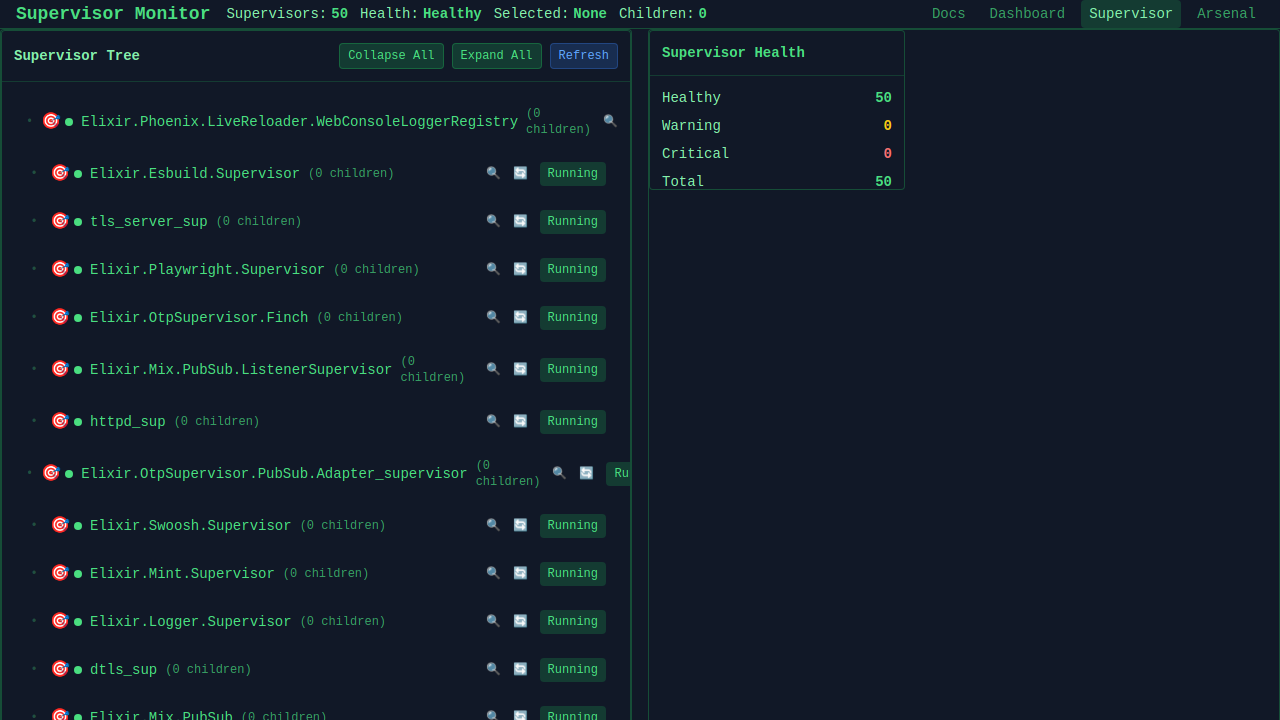 Supervisor Monitor Supervisors: 50 Health: Healthy Selected: None Children: 0 Docs Dashboard Supervisor Arsenal
Supervisor Tree Collapse All Expand All Refresh
Supervisor Health
Healthy 50
Warning 0
Critical 0
Total 50
Elixir.Phoenix.LiveReloader.WebConsoleLoggerRegistry (0 children)
Elixir.Esbuild.Supervisor (0 children) Running
tls_server_sup (0 children) Running
Elixir.Playwright.Supervisor (0 children) Running
Elixir.OtpSupervisor.Finch (0 children) Running
Elixir.Mix.PubSub.ListenerSupervisor (0 children) Running
httpd_sup (0 children) Running
Elixir.OtpSupervisor.PubSub.Adapter_supervisor (0 children) Ru
Elixir.Swoosh.Supervisor (0 children) Running
Elixir.Mint.Supervisor (0 children) Running
Elixir.Logger.Supervisor (0 children) Running
dtls_sup (0 children) Running
Elixir.Mix.PubSub (0 children) Running